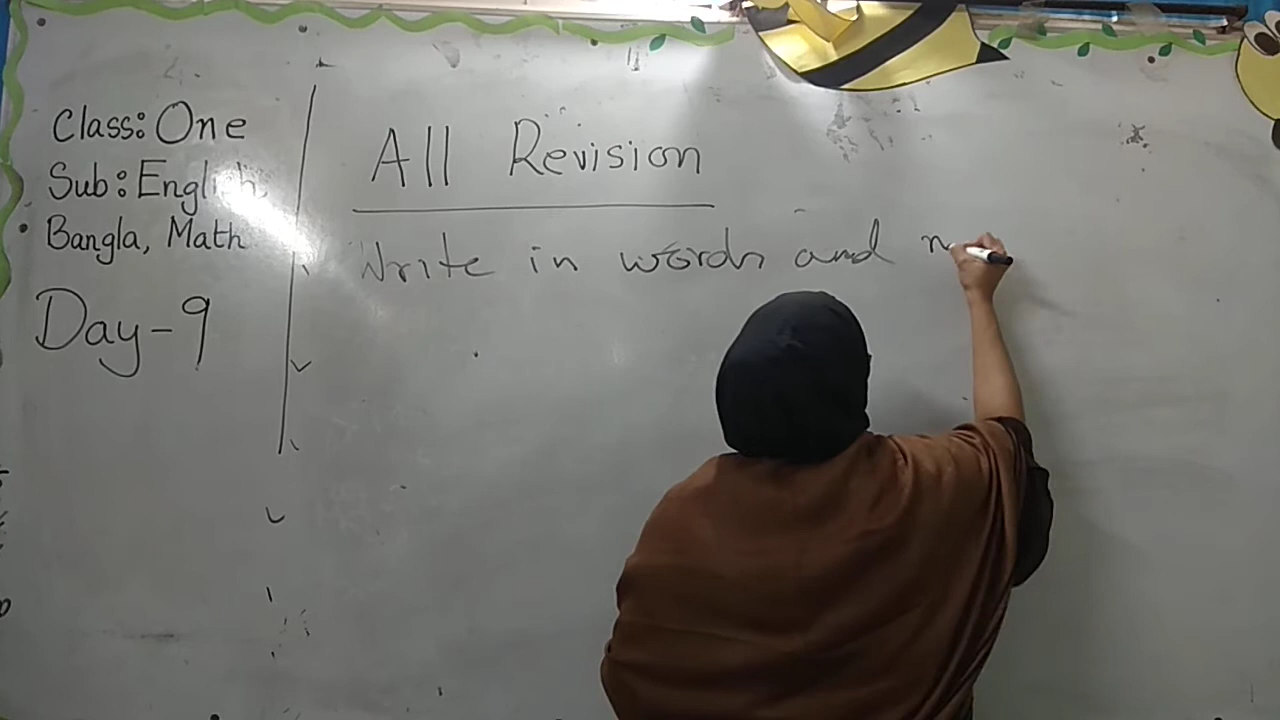 Class: One
Sub: English,
Bangla, Math
Day-9
All Revision
Write in words and n